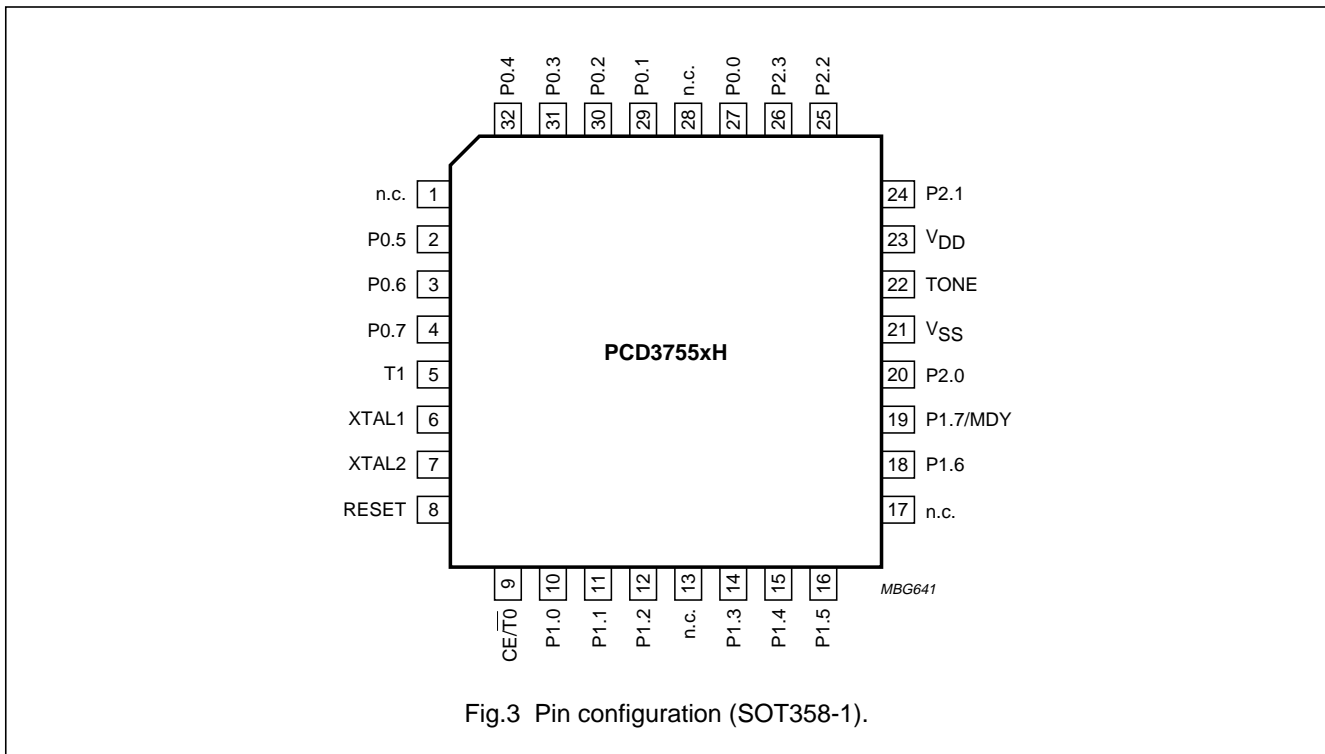 32 31 30 29 28 27 26 25
P0.4 P0.3 P0.2 P0.1 n.c. P0.0 P2.3 P2.2
n.c. 1
P0.5 2
P0.6 3
P0.7 4
T1 5
XTAL1 6
XTAL2 7
RESET 8
PCD3755xH
24 P2.1
23 VDD
22 TONE
21 VSS
20 P2.0
19 P1.7/MDY
18 P1.6
17 n.c.
9 10 11 12 13 14 15 16
CE/T̅0̅ P1.0 P1.1 P1.2 n.c. P1.3 P1.4 P1.5
MBG641
Fig.3 Pin configuration (SOT358-1).